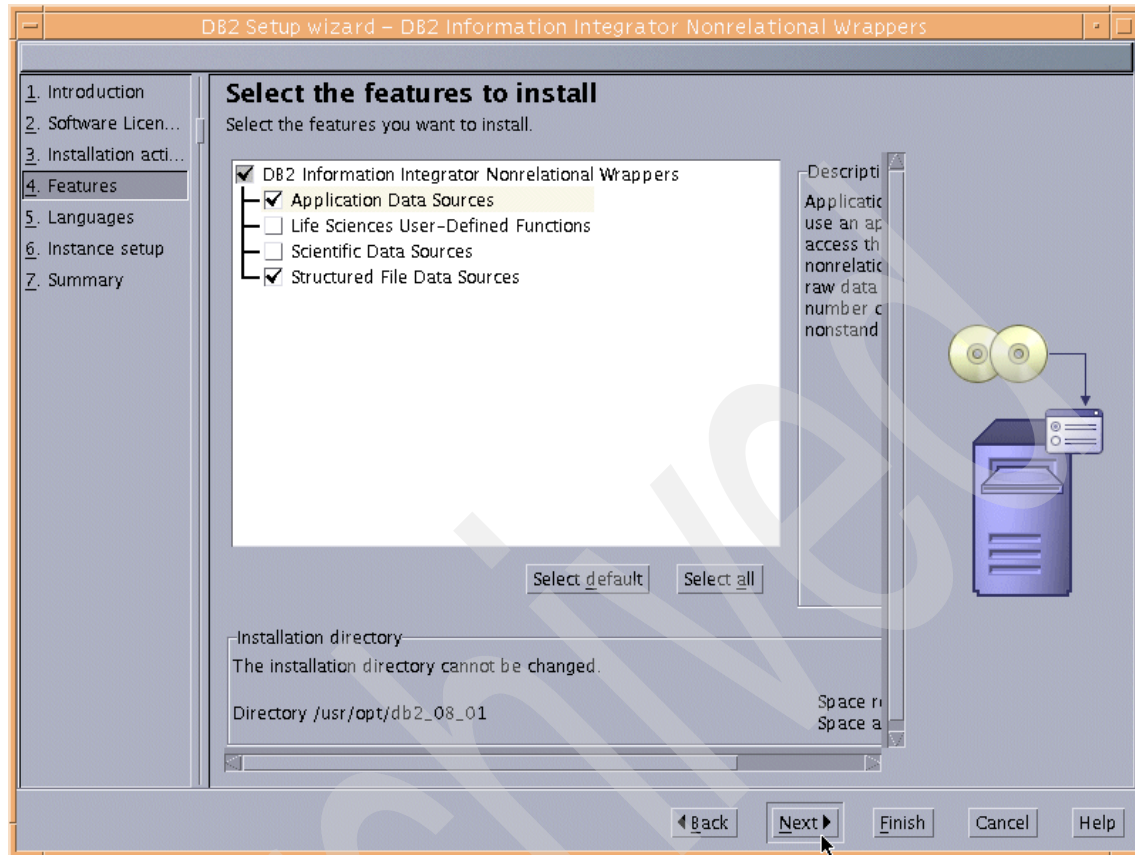 DB2 Setup wizard – DB2 Information Integrator Nonrelational Wrappers
1. Introduction
2. Software Licen...
3. Installation acti...
4. Features
5. Languages
6. Instance setup
7. Summary
Select the features to install
Select the features you want to install.
DB2 Information Integrator Nonrelational Wrappers
Application Data Sources
Life Sciences User-Defined Functions
Scientific Data Sources
Structured File Data Sources
Descripti
Applicatic
use an ap
access th
nonrelatic
raw data
number c
nonstand
Select default
Select all
Installation directory
The installation directory cannot be changed.
Directory /usr/opt/db2_08_01
Space r
Space a
Back
Next
Finish
Cancel
Help